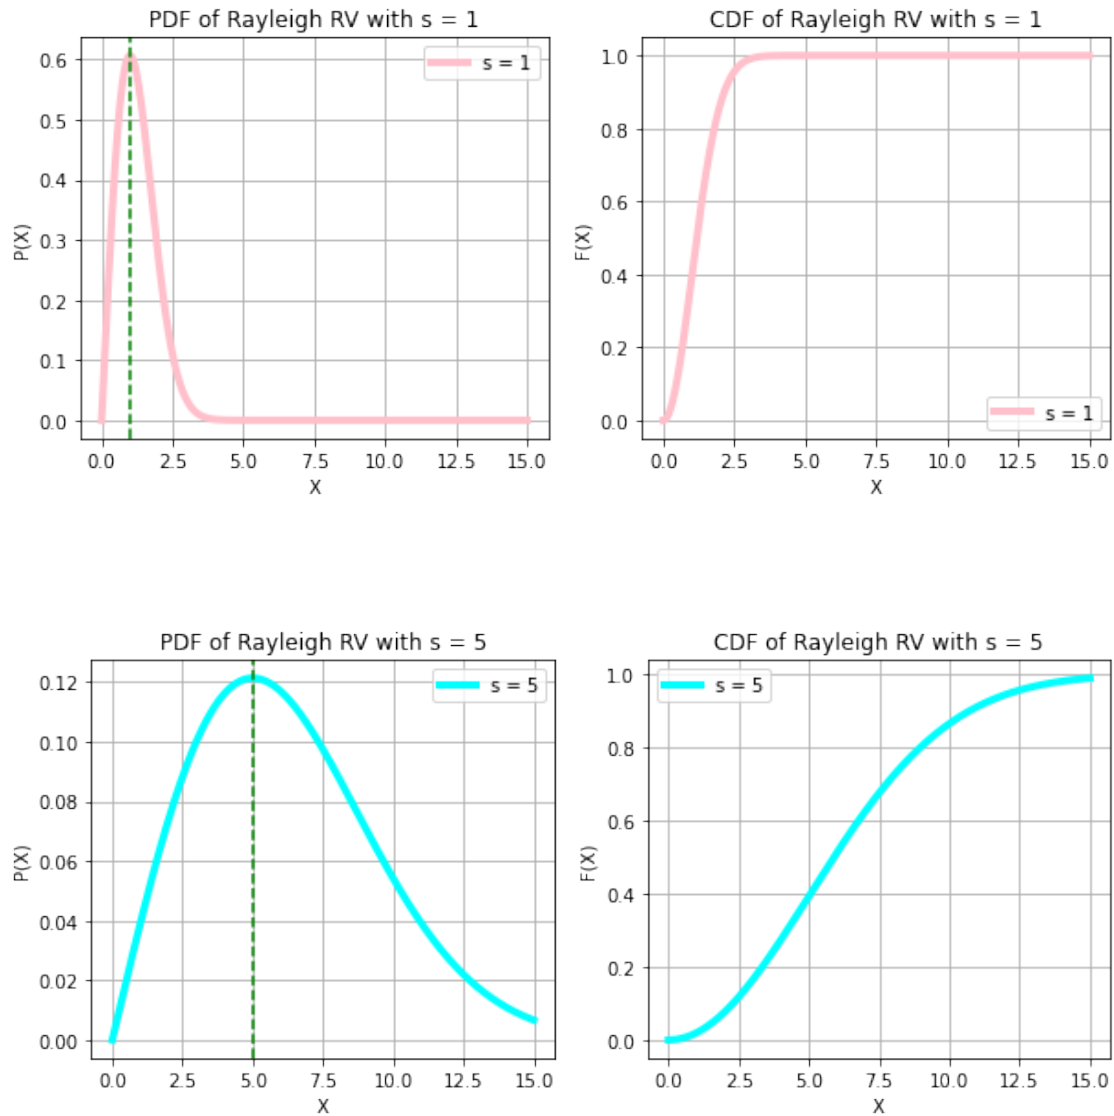 PDF of Rayleigh RV with s = 1
s = 1
0.6
0.5
0.4
0.3
0.2
0.1
0.0
P(X)
0.0 2.5 5.0 7.5 10.0 12.5 15.0
X
CDF of Rayleigh RV with s = 1
1.0
0.8
0.6
0.4
0.2
0.0
F(X)
s = 1
0.0 2.5 5.0 7.5 10.0 12.5 15.0
X
PDF of Rayleigh RV with s = 5
s = 5
0.12
0.10
0.08
0.06
0.04
0.02
0.00
P(X)
0.0 2.5 5.0 7.5 10.0 12.5 15.0
X
CDF of Rayleigh RV with s = 5
s = 5
1.0
0.8
0.6
0.4
0.2
0.0
F(X)
0.0 2.5 5.0 7.5 10.0 12.5 15.0
X